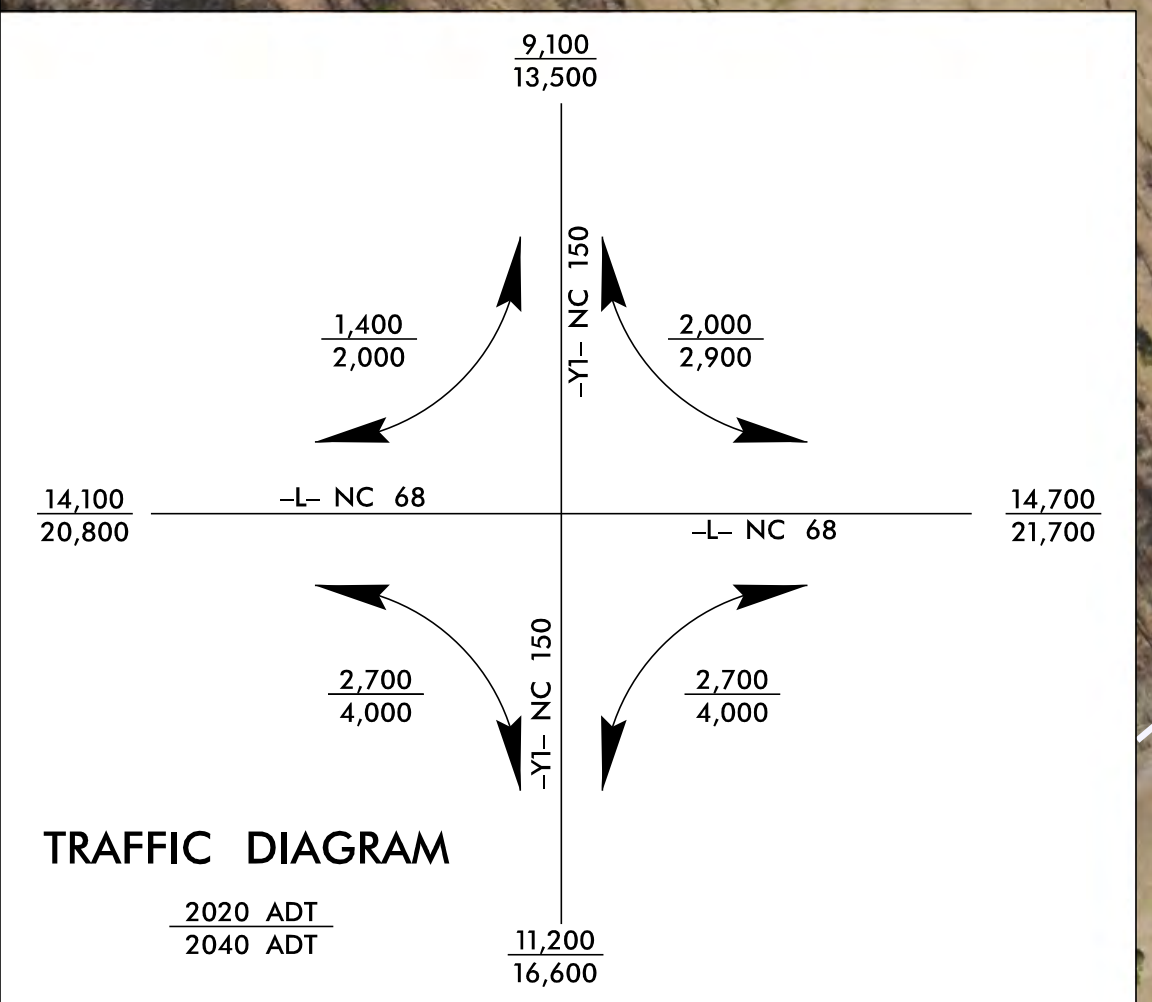 9,100
13,500
-Y1- NC 150
1,400
2,000
2,000
2,900
14,100
20,800
-L- NC 68
-L- NC 68
14,700
21,700
-Y1- NC 150
2,700
4,000
2,700
4,000
TRAFFIC DIAGRAM
2020 ADT
2040 ADT
11,200
16,600